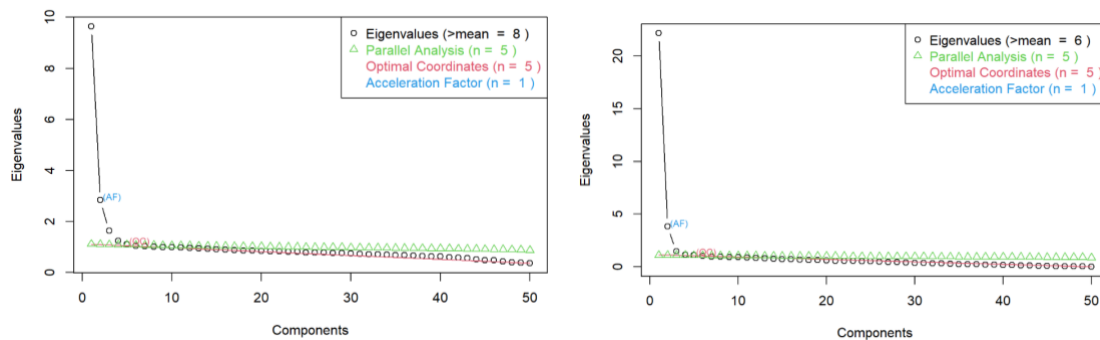 10
8
6
4
2
0
Eigenvalues
Eigenvalues (>mean = 8 )
Parallel Analysis (n = 5 )
Optimal Coordinates (n = 5 )
Acceleration Factor (n = 1 )
(AF)
(OC)
0 10 20 30 40 50
Components
20
15
10
5
0
Eigenvalues
Eigenvalues (>mean = 6 )
Parallel Analysis (n = 5 )
Optimal Coordinates (n = 5 )
Acceleration Factor (n = 1 )
(AF)
(OC)
0 10 20 30 40 50
Components